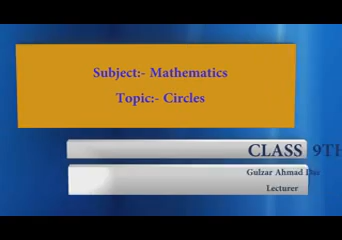 Subject:- Mathematics
Topic:- Circles
CLASS 9TH
Gulzar Ahmad Dar
Lecturer